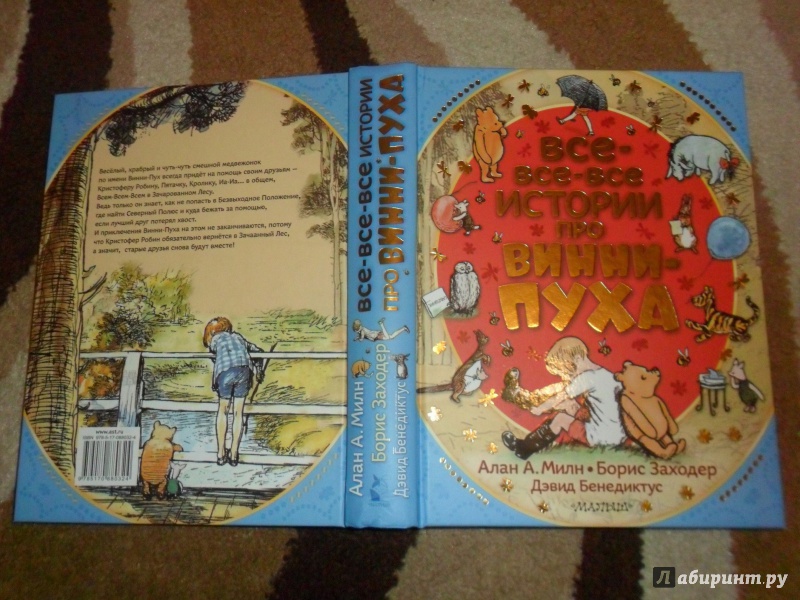 Весёлый, храбрый и чуть-чуть смешной медвежонок
по имени Винни-Пух всегда придёт на помощь своим друзьям —
Кристоферу Робину, Пятачку, Кролику, Иа-Иа... в общем,
Всем-Всем-Всем в Зачарованном Лесу.
Ведь только он знает, как не попасть в Безвыходное Положение,
где найти Северный Полюс и куда бежать за помощью,
если лучший друг потерял хвост.
И приключения Винни-Пуха на этом не заканчиваются, потому
что Кристофер Робин обязательно вернётся в Зачаанный Лес,
а значит, старые друзья снова будут вместе!
www.ast.ru
ISBN
ВСЕ-ВСЕ-ВСЕ ИСТОРИИ
ПРО ВИННИ-ПУХА
Алан А. Милн
Борис Заходер
Дэвид Бенедиктус
ВСЕ-
ВСЕ-ВСЕ
ИСТОРИИ
ПРО
ВИННИ-
ПУХА
Алан А. Милн • Борис Заходер
Дэвид Бенедиктус
МАЛЫШ
Лабиринт.ру